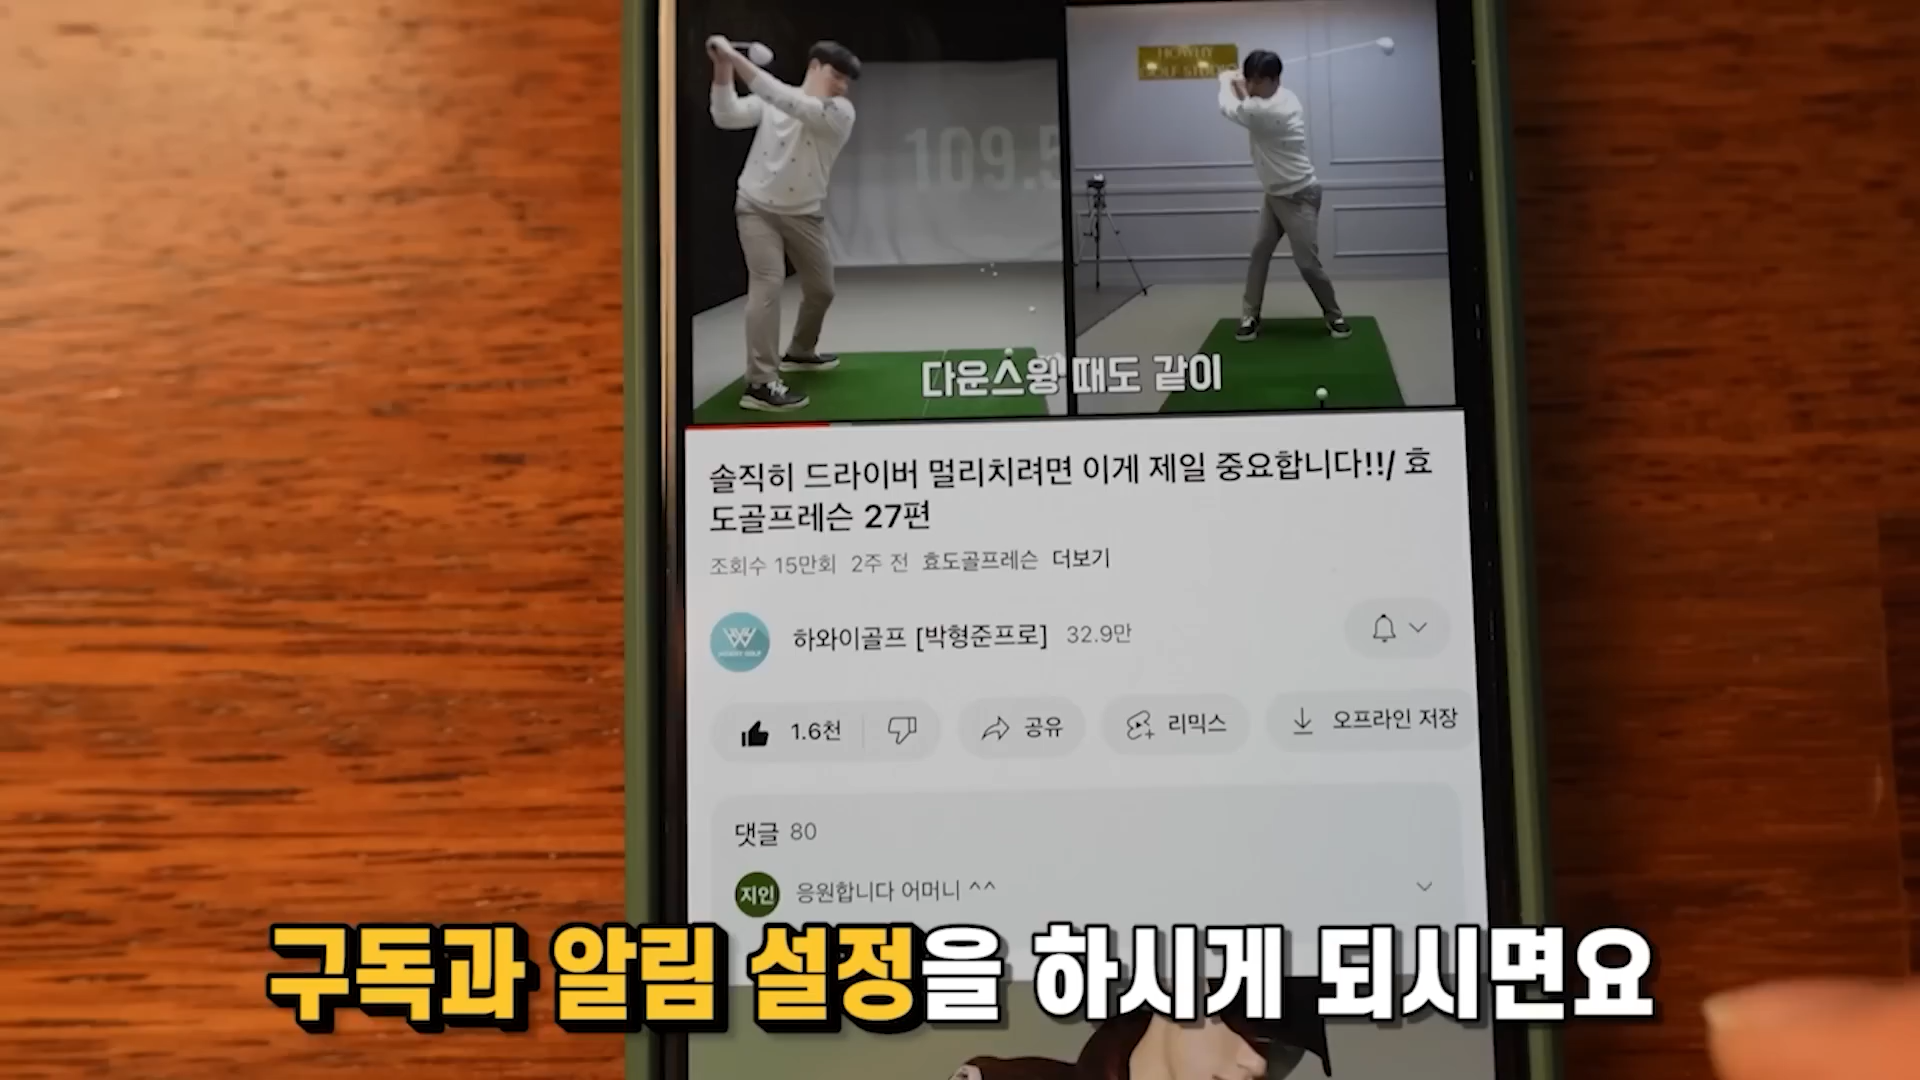 HOWHY
GOLF STUDIO
109.5
다운스윙 때도 같이
솔직히 드라이버 멀리치려면 이게 제일 중요합니다!!/ 효
도골프레슨 27편
조회수 15만회 2주 전 효도골프레슨 더보기
하와이골프 [박형준프로] 32.9만
1.6천
공유
리믹스
오프라인 저장
댓글 80
지인 응원합니다 어머니 ^^
구독과 알림 설정을 하시게 되시면요